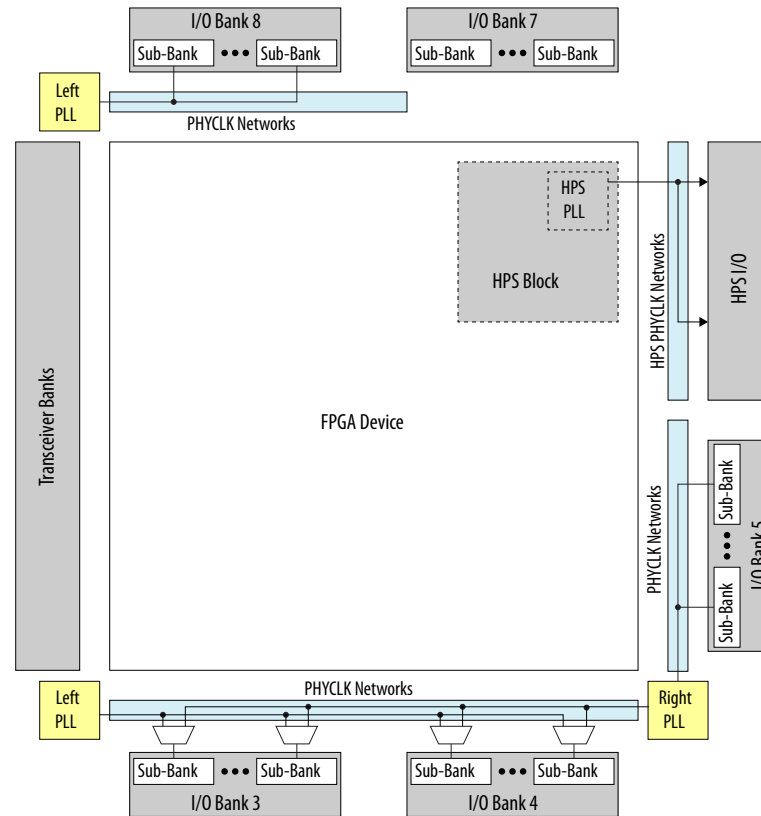 I/O Bank 8
I/O Bank 7
Sub-Bank
Sub-Bank
Sub-Bank
Sub-Bank
Left
PLL
PHYCLK Networks
HPS
PLL
HPS Block
HPS PHYCLK Networks
HPS I/O
Transceiver Banks
FPGA Device
PHYCLK Networks
Sub-Bank
Sub-Bank
I/O Bank 5
Left
PLL
PHYCLK Networks
Right
PLL
Sub-Bank
Sub-Bank
Sub-Bank
Sub-Bank
I/O Bank 3
I/O Bank 4